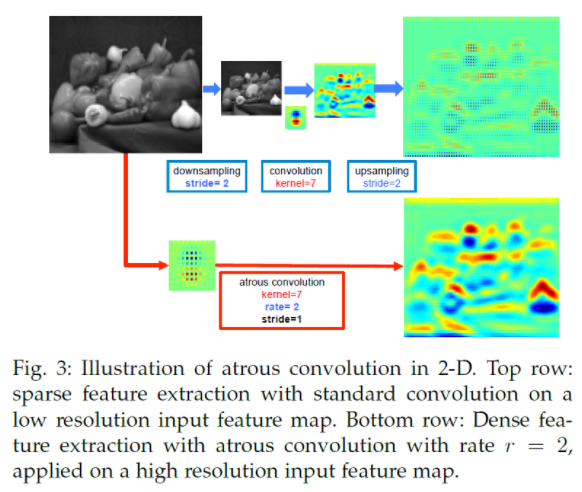 downsampling
stride= 2
convolution
kernel=7
upsampling
stride=2
atrous convolution
kernel=7
rate= 2
stride=1
Fig. 3: Illustration of atrous convolution in 2-D. Top row:
sparse feature extraction with standard convolution on a
low resolution input feature map. Bottom row: Dense fea-
ture extraction with atrous convolution with rate r = 2,
applied on a high resolution input feature map.